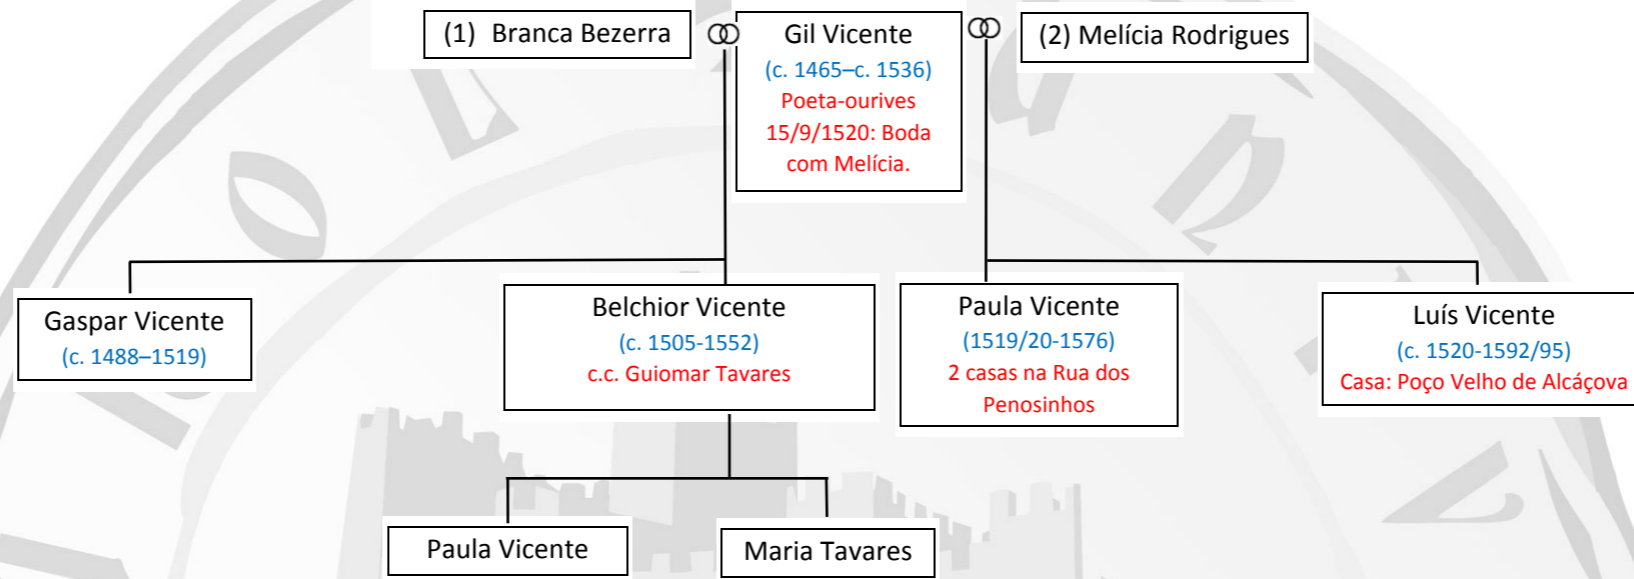 (1) Branca Bezerra
Gil Vicente
(c. 1465–c. 1536)
Poeta-ourives
15/9/1520: Boda
com Melícia.
(2) Melícia Rodrigues
Gaspar Vicente
(c. 1488–1519)
Belchior Vicente
(c. 1505-1552)
c.c. Guiomar Tavares
Paula Vicente
(1519/20-1576)
2 casas na Rua dos
Penosinhos
Luís Vicente
(c. 1520-1592/95)
Casa: Poço Velho de Alcáçova
Paula Vicente
Maria Tavares